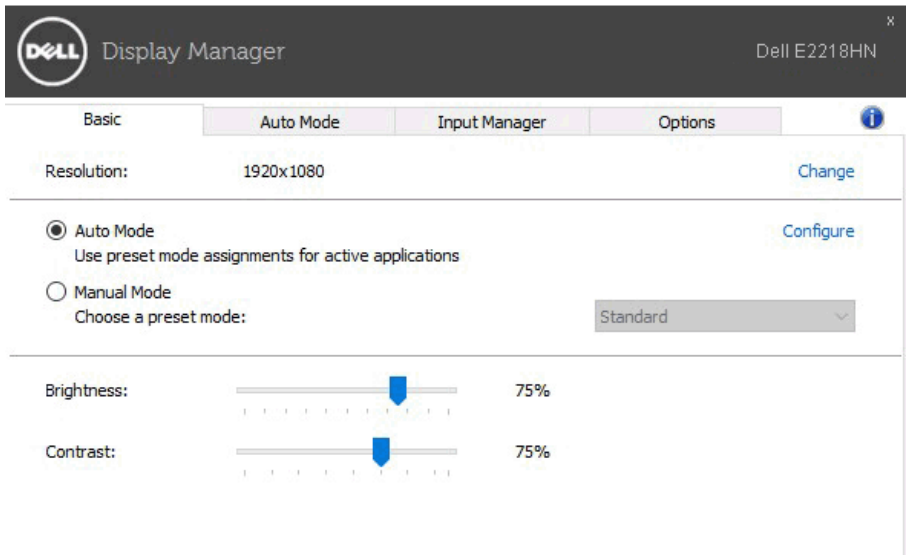 x
DELL Display Manager Dell E2218HN
Basic Auto Mode Input Manager Options i
Resolution: 1920x1080 Change
Auto Mode Configure
Use preset mode assignments for active applications
Manual Mode
Choose a preset mode: Standard
Brightness: 75%
Contrast: 75%